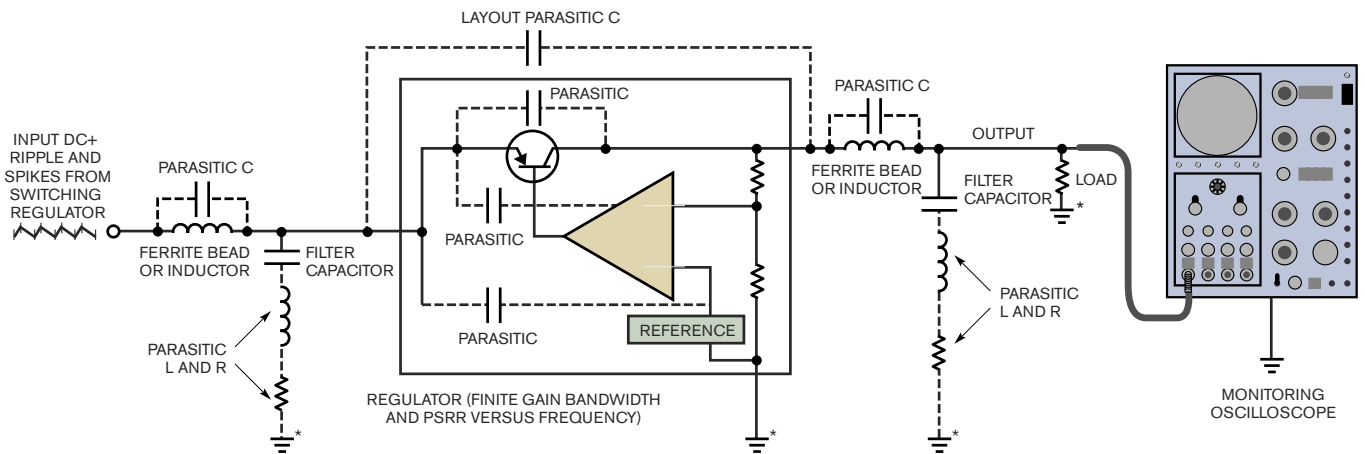 LAYOUT PARASITIC C
PARASITIC
PARASITIC C
INPUT DC+
RIPPLE AND
SPIKES FROM
SWITCHING
REGULATOR
PARASITIC C
OUTPUT
FERRITE BEAD
OR INDUCTOR
FILTER
CAPACITOR
LOAD
*
PARASITIC
FERRITE BEAD
OR INDUCTOR
FILTER
CAPACITOR
PARASITIC
L AND R
PARASITIC
REFERENCE
PARASITIC
L AND R
REGULATOR (FINITE GAIN BANDWIDTH
AND PSRR VERSUS FREQUENCY)
MONITORING
OSCILLOSCOPE
*
*
*